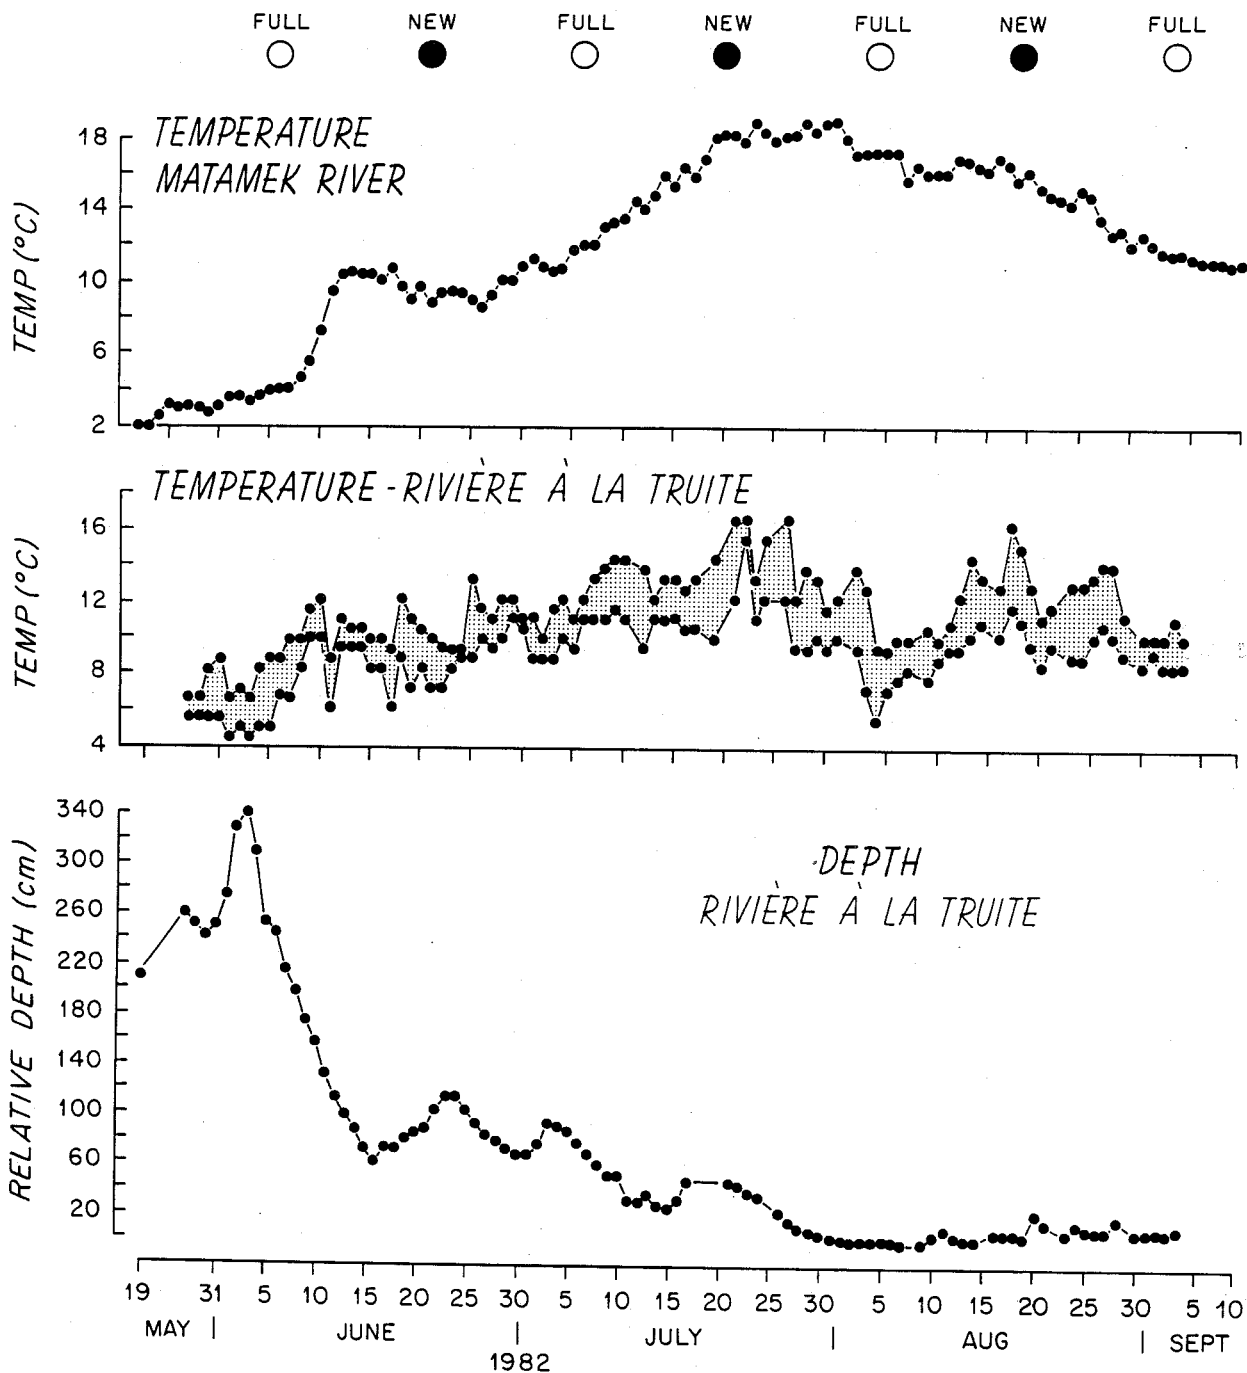 FULL NEW FULL NEW FULL NEW FULL
TEMPERATURE
MATAMEK RIVER
TEMP (°C)
18
14
10
6
2
TEMPERATURE - RIVIÈRE À LA TRUITE
TEMP (°C)
16
12
8
4
DEPTH
RIVIÈRE À LA TRUITE
RELATIVE DEPTH (cm)
340
300
260
220
180
140
100
60
20
19 31 5 10 15 20 25 30 5 10 15 20 25 30 5 10 15 20 25 30 5 10
MAY JUNE JULY AUG SEPT
1982